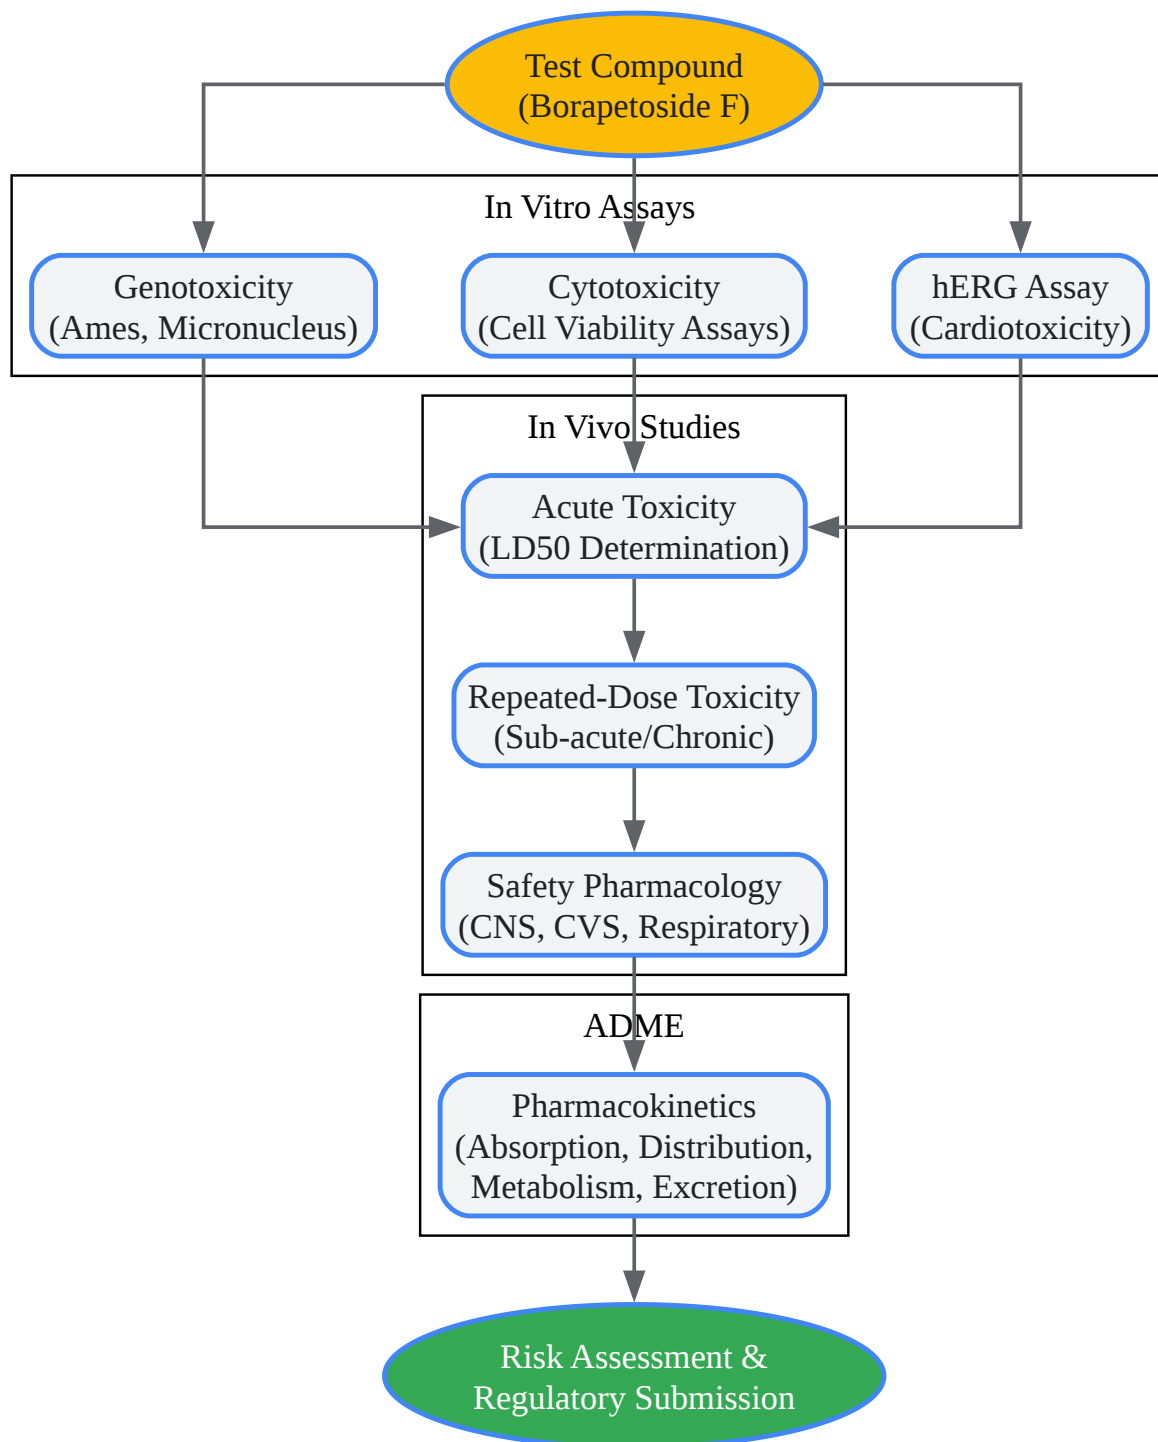 Test Compound
(Borapetoside F)
In Vitro Assays
Genotoxicity
(Ames, Micronucleus)
Cytotoxicity
(Cell Viability Assays)
hERG Assay
(Cardiotoxicity)
In Vivo Studies
Acute Toxicity
(LD50 Determination)
Repeated-Dose Toxicity
(Sub-acute/Chronic)
Safety Pharmacology
(CNS, CVS, Respiratory)
ADME
Pharmacokinetics
(Absorption, Distribution,
Metabolism, Excretion)
Risk Assessment &
Regulatory Submission